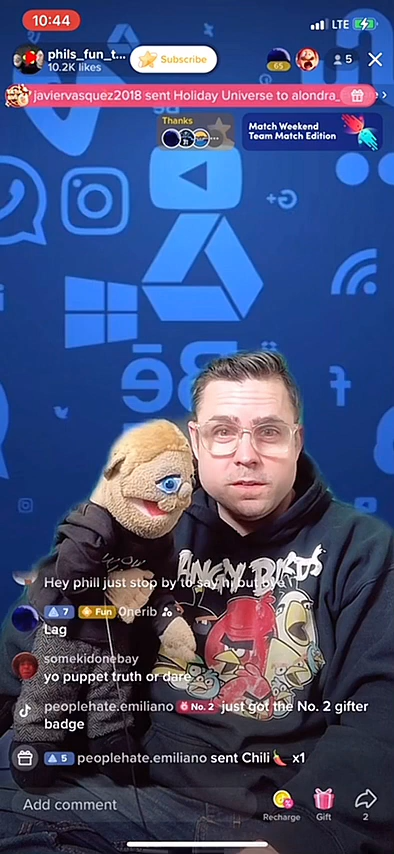 10:44
LTE
phils_fun_t...
10.2K likes
Subscribe
65
5
javiervasquez2018 sent Holiday Universe to alondra_
Thanks
Match Weekend
Team Match Edition
Bē
ANGRY BIRDS
Hey phill just stop by to say hi but bye
7 Fun 0nerib
Lag
somekidonebay
yo puppet truth or dare
peoplehate.emiliano No. 2 just got the No. 2 gifter
badge
5 peoplehate.emiliano sent Chili 🌶️ x1
Add comment
Recharge
Gift
2